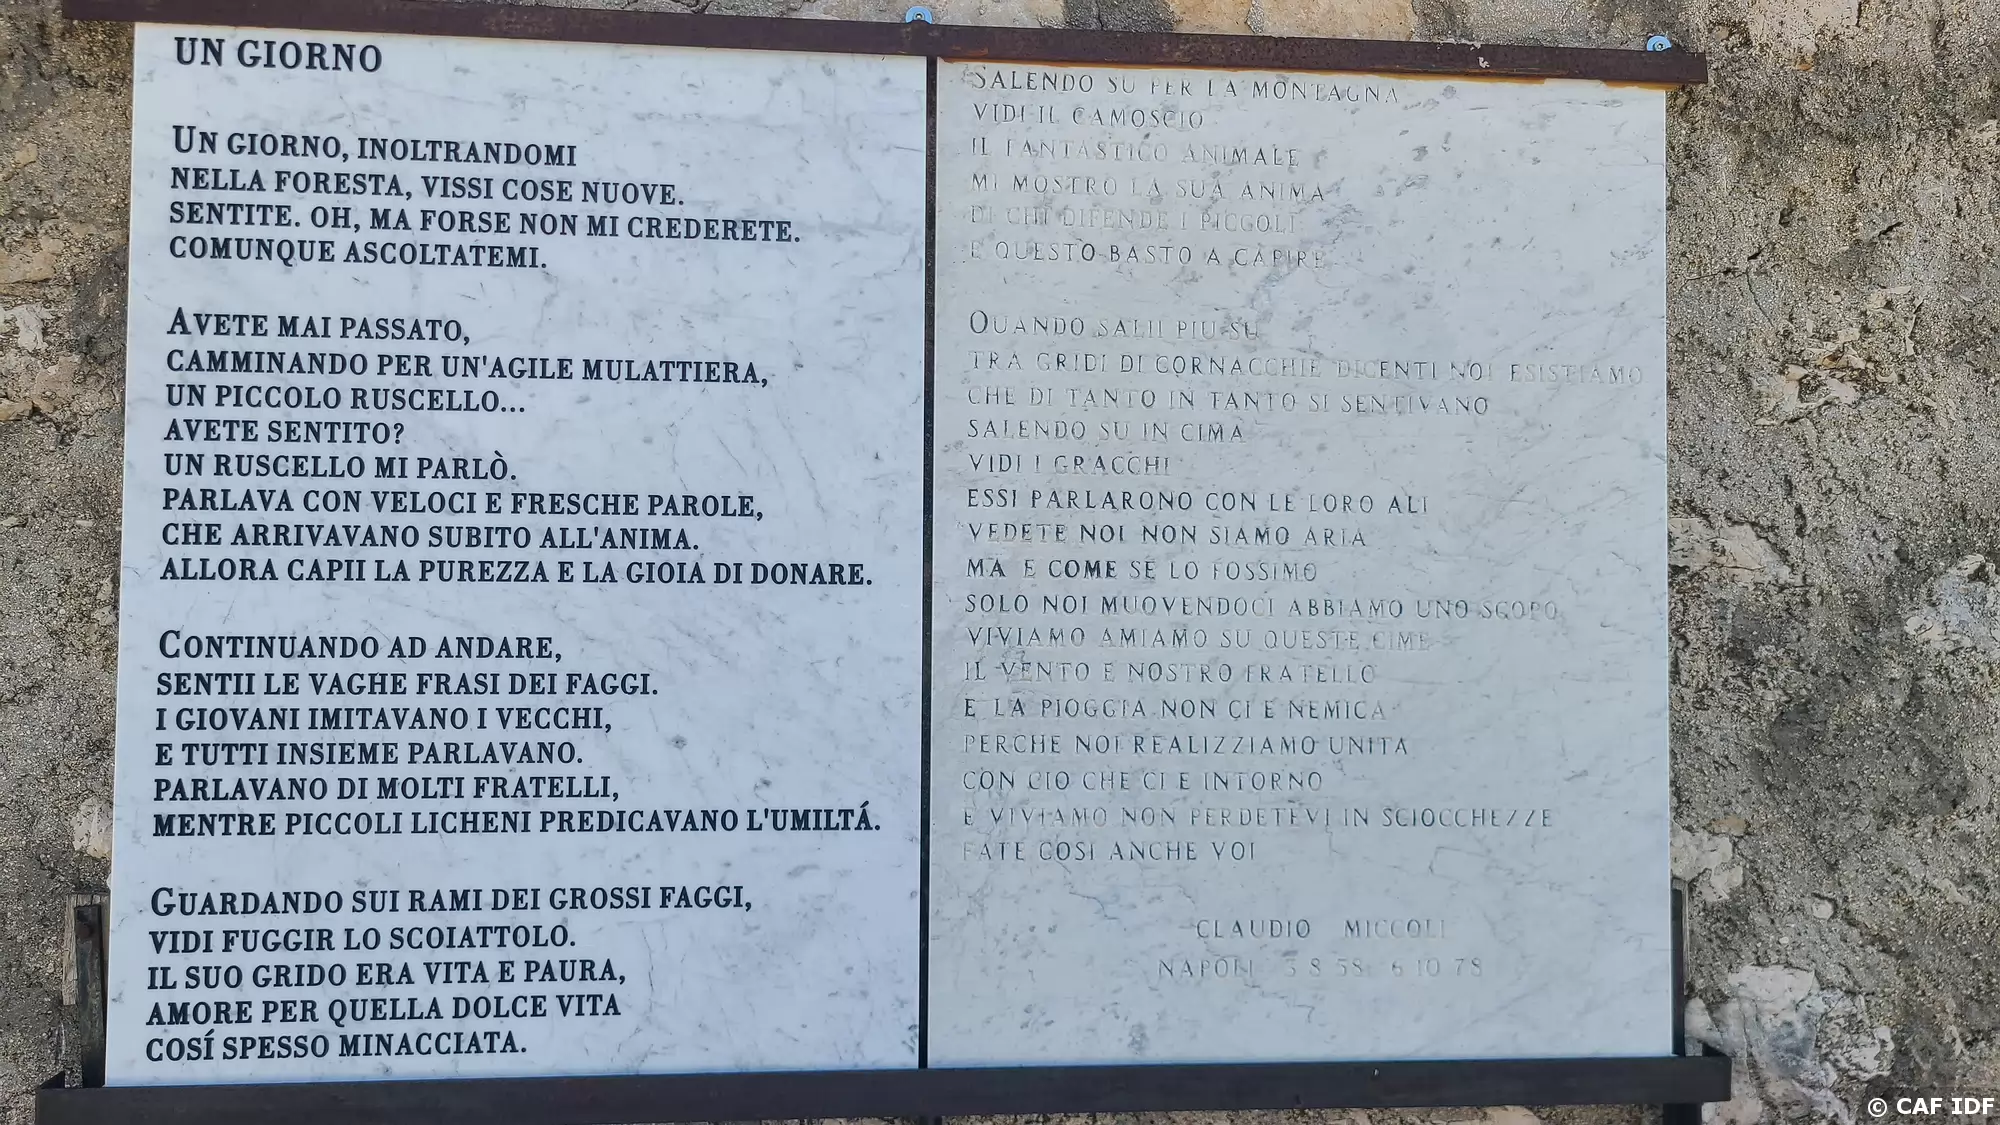 UN GIORNO
UN GIORNO, INOLTRANDOMI
NELLA FORESTA, VISSI COSE NUOVE.
SENTITE. OH, MA FORSE NON MI CREDERETE.
COMUNQUE ASCOLTATEMI.
AVETE MAI PASSATO,
CAMMINANDO PER UN'AGILE MULATTIERA,
UN PICCOLO RUSCELLO...
AVETE SENTITO?
UN RUSCELLO MI PARLÒ.
PARLAVA CON VELOCI E FRESCHE PAROLE,
CHE ARRIVAVANO SUBITO ALL'ANIMA.
ALLORA CAPII LA PUREZZA E LA GIOIA DI DONARE.
CONTINUANDO AD ANDARE,
SENTII LE VAGHE FRASI DEI FAGGI.
I GIOVANI IMITAVANO I VECCHI,
E TUTTI INSIEME PARLAVANO.
PARLAVANO DI MOLTI FRATELLI,
MENTRE PICCOLI LICHENI PREDICAVANO L'UMILTÁ.
GUARDANDO SUI RAMI DEI GROSSI FAGGI,
VIDI FUGGIR LO SCOIATTOLO.
IL SUO GRIDO ERA VITA E PAURA,
AMORE PER QUELLA DOLCE VITA
COSÍ SPESSO MINACCIATA.
SALENDO SU PER LA MONTAGNA
VIDI IL CAMOSCIO
IL FANTASTICO ANIMALE
MI MOSTRO LA SUA ANIMA
DI CHI DIFENDE I PICCOLI
E QUESTO BASTO A CAPIRE
QUANDO SALII PIU SU
TRA GRIDI DI CORNACCHIE DICENTI NOI ESISTIAMO
CHE DI TANTO IN TANTO SI SENTIVANO
SALENDO SU IN CIMA
VIDI I GRACCHI
ESSI PARLARONO CON LE LORO ALI
VEDETE NOI NON SIAMO ARIA
MA E COME SE LO FOSSIMO
SOLO NOI MUOVENDOCI ABBIAMO UNO SCOPO
VIVIAMO AMIAMO SU QUESTE CIME
IL VENTO E NOSTRO FRATELLO
E LA PIOGGIA NON CI E NEMICA
PERCHE NOI REALIZZIAMO UNITA
CON CIO CHE CI E INTORNO
E VIVIAMO NON PERDETEVI IN SCIOCCHEZZE
FATE COSI ANCHE VOI
CLAUDIO MICCOLI
NAPOLI 3 8 58 6 10 78
© CAF IDF